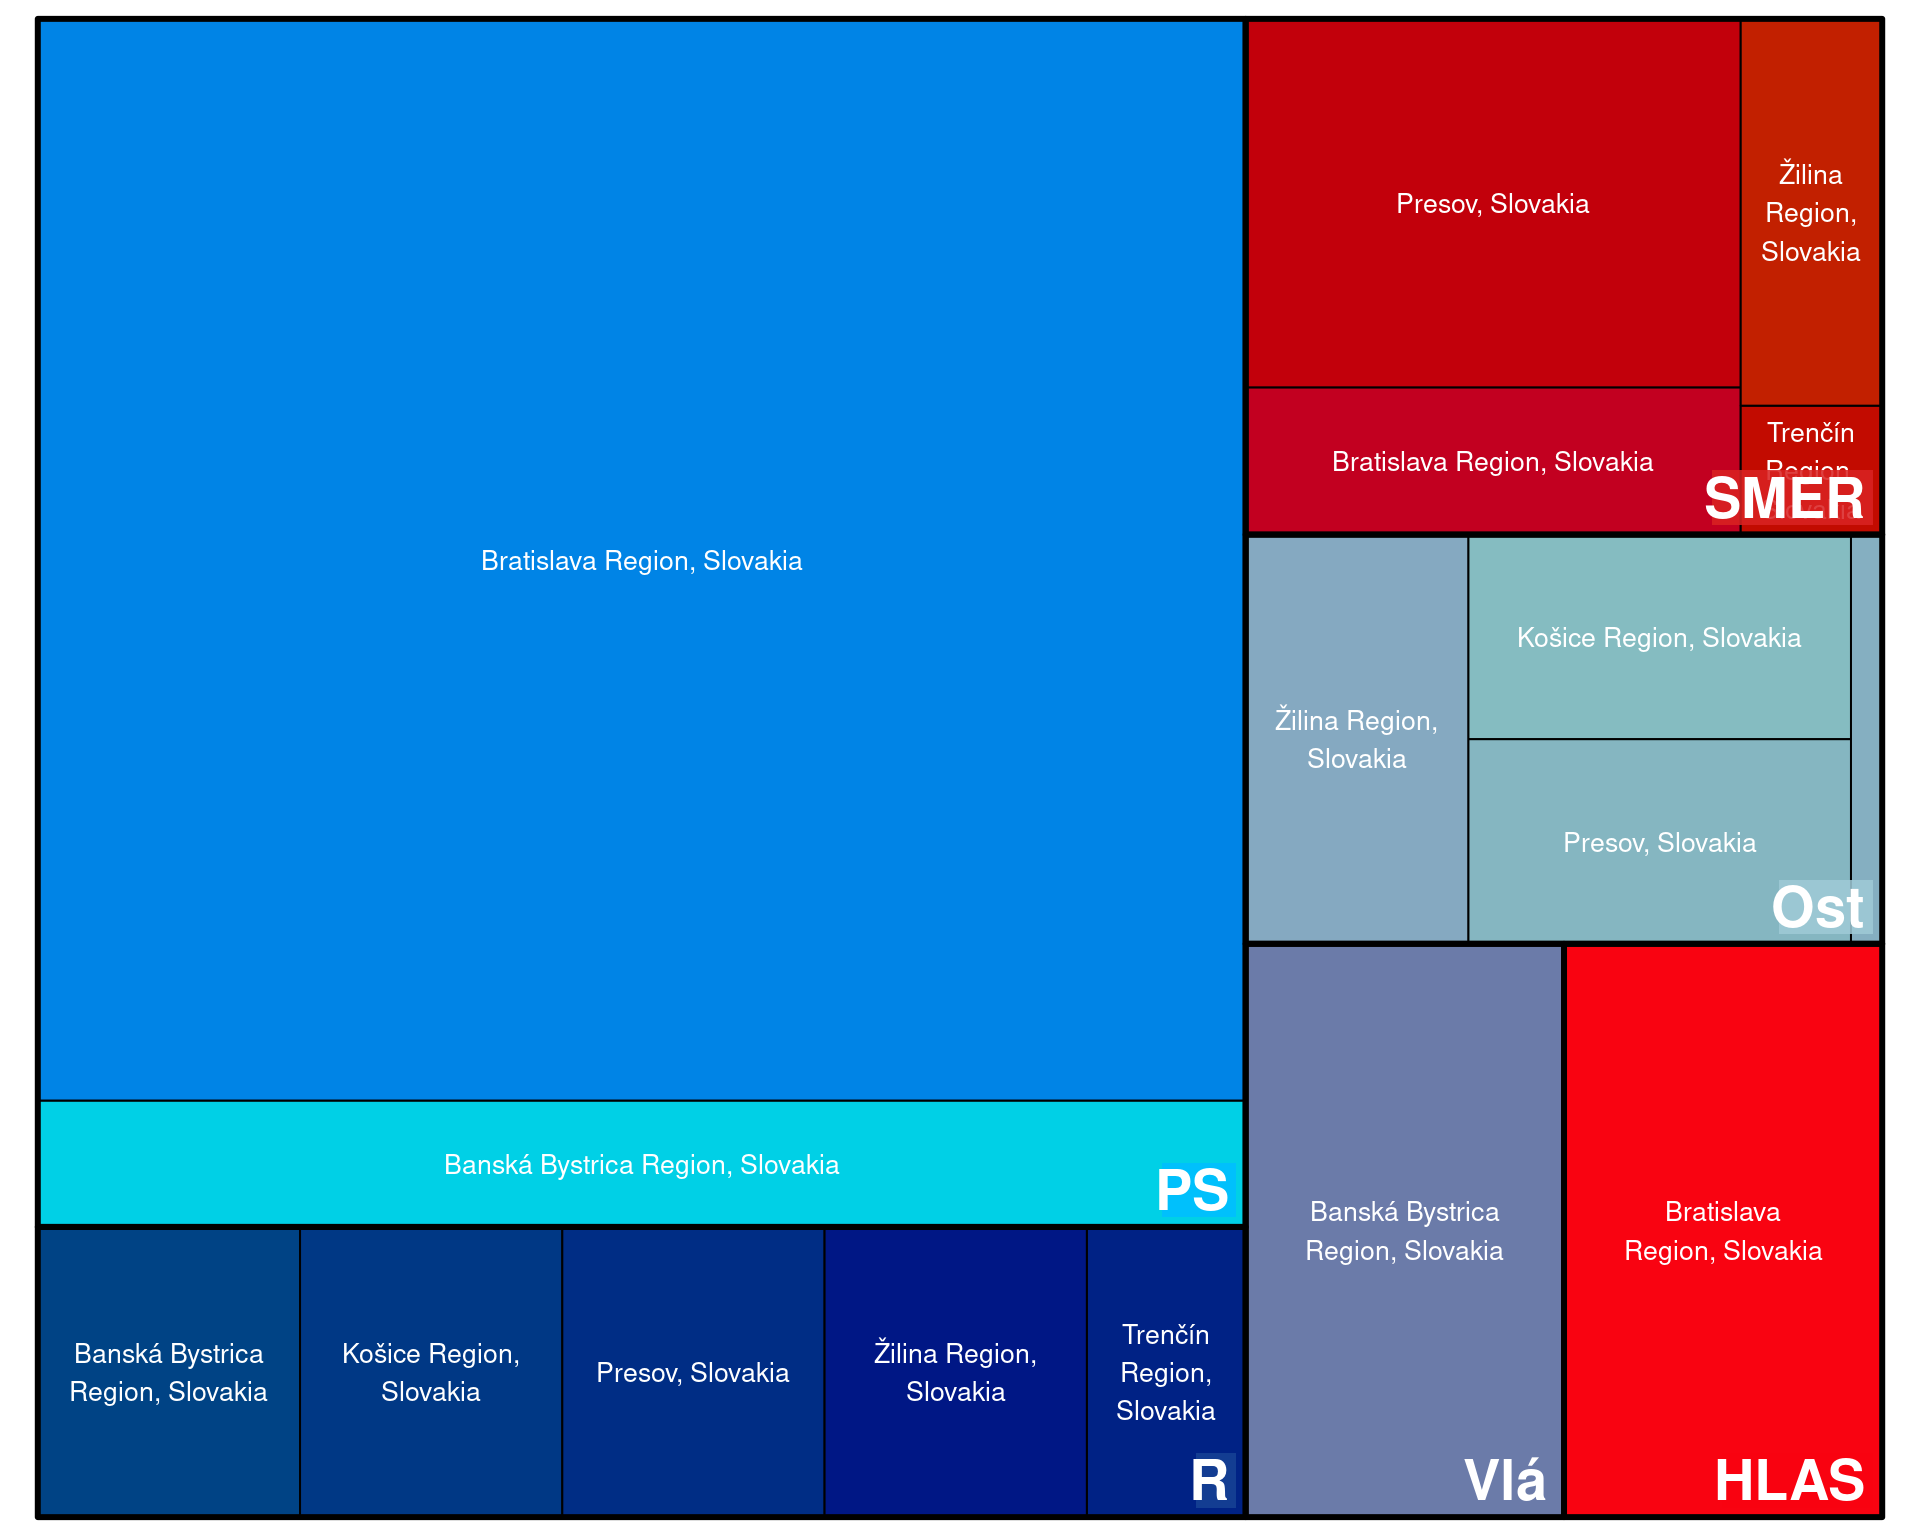 Bratislava Region, Slovakia
Banská Bystrica Region, Slovakia
PS
Banská Bystrica
Region, Slovakia
Košice Region,
Slovakia
Presov, Slovakia
Žilina Region,
Slovakia
Trenčín
Region,
Slovakia
R
Presov, Slovakia
Žilina
Region,
Slovakia
Bratislava Region, Slovakia
Trenčín
Region,
SMER
Žilina Region,
Slovakia
Košice Region, Slovakia
Presov, Slovakia
Ost
Banská Bystrica
Region, Slovakia
Vlá
Bratislava
Region, Slovakia
HLAS